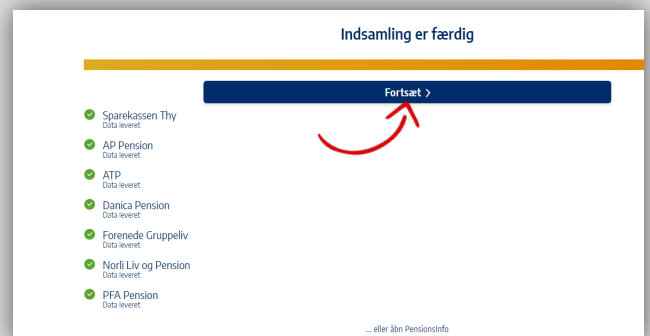 Indsamling er færdig
Fortsæt >
Sparekassen Thy
Data leveret
AP Pension
Data leveret
ATP
Data leveret
Danica Pension
Data leveret
Forenede Gruppeliv
Data leveret
Norli Liv og Pension
Data leveret
PFA Pension
Data leveret
... eller åbn PensionsInfo